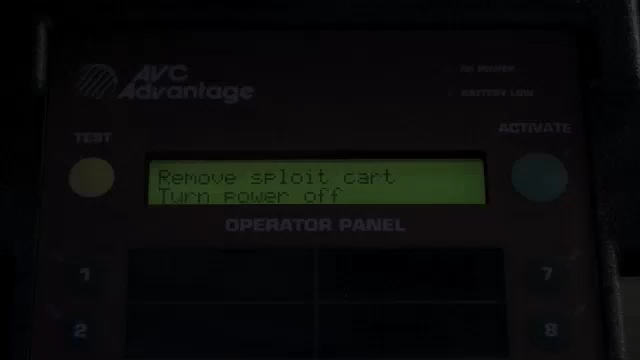 AVC
Advantage
AC POWER
BATTERY LOW
TEST
ACTIVATE
Remove sploit cart
Turn power off
OPERATOR PANEL
1
7
2
8